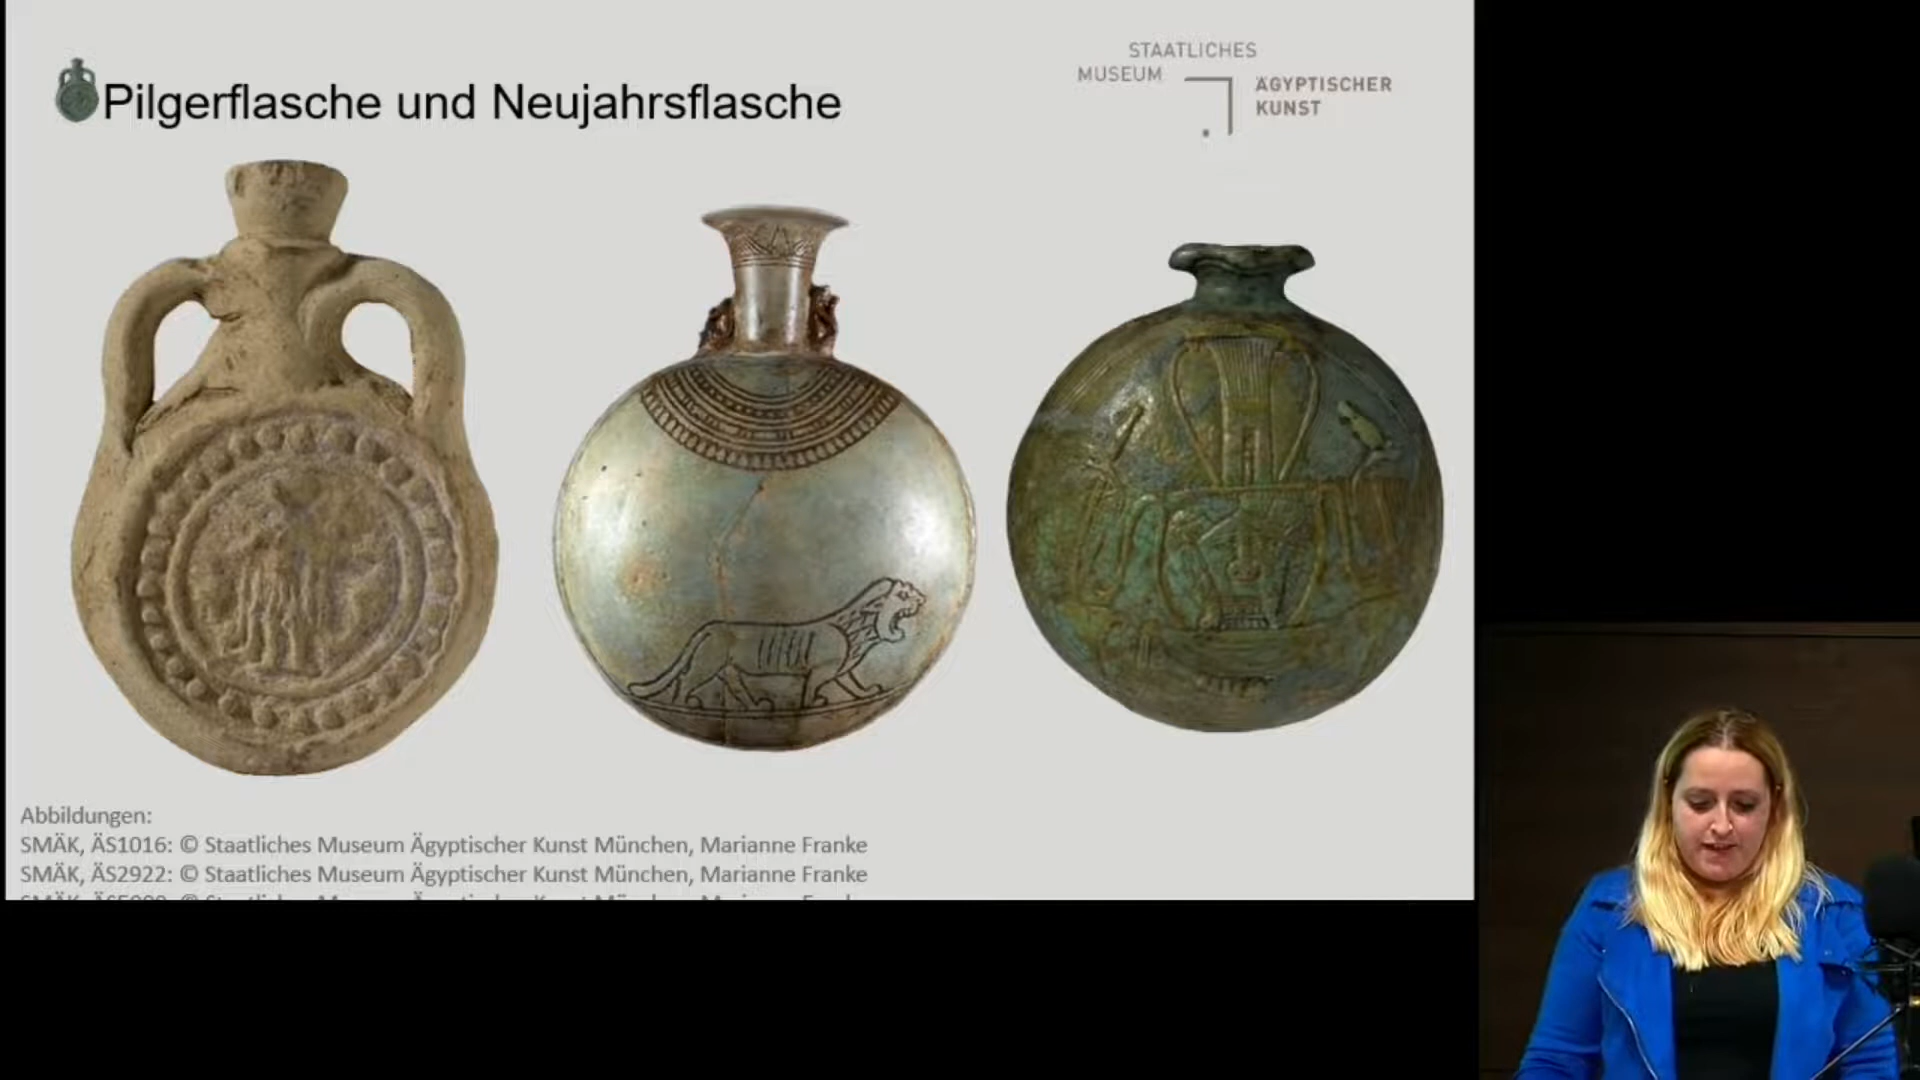 Pilgerflasche und Neujahrsflasche
STAATLICHES
MUSEUM
ÄGYPTISCHER
KUNST
Abbildungen:
SMÄK, ÄS1016: © Staatliches Museum Ägyptischer Kunst München, Marianne Franke
SMÄK, ÄS2922: © Staatliches Museum Ägyptischer Kunst München, Marianne Franke